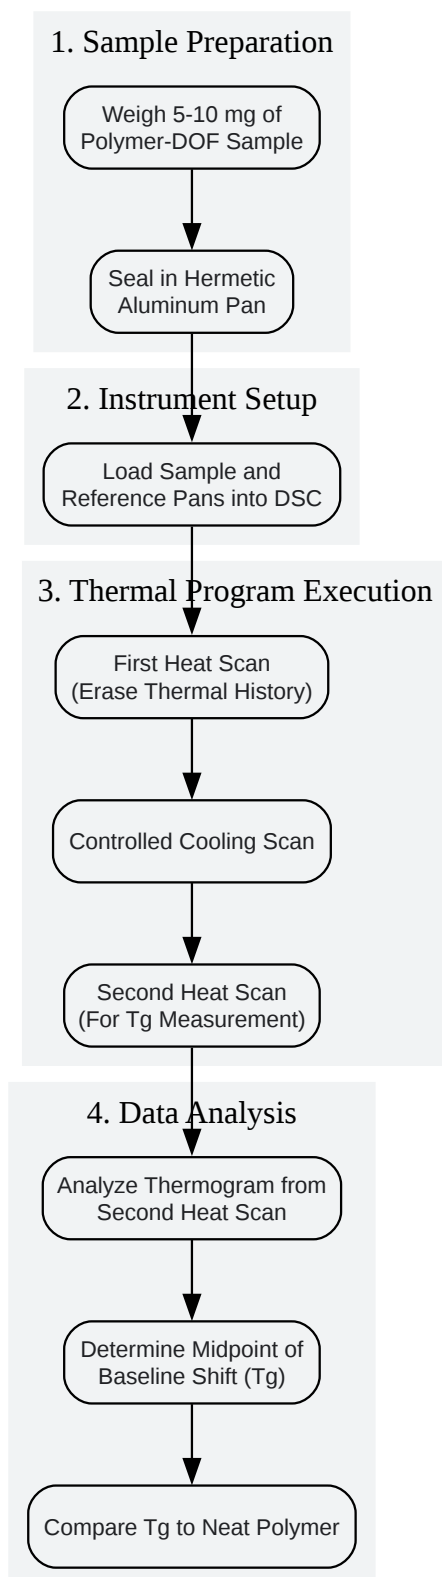 1. Sample Preparation
Weigh 5-10 mg of
Polymer-DOF Sample
Seal in Hermetic
Aluminum Pan
2. Instrument Setup
Load Sample and
Reference Pans into DSC
3. Thermal Program Execution
First Heat Scan
(Erase Thermal History)
Controlled Cooling Scan
Second Heat Scan
(For Tg Measurement)
4. Data Analysis
Analyze Thermogram from
Second Heat Scan
Determine Midpoint of
Baseline Shift (Tg)
Compare Tg to Neat Polymer